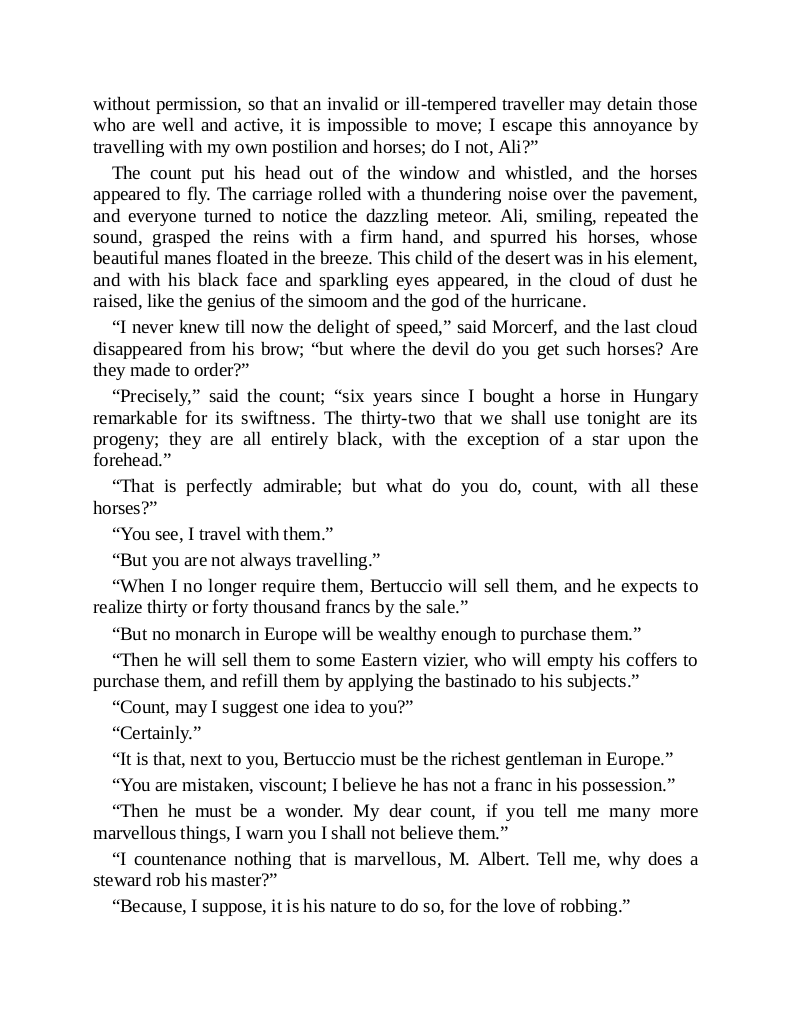 without permission, so that an invalid or ill-tempered traveller may detain those
who are well and active, it is impossible to move; I escape this annoyance by
travelling with my own postilion and horses; do I not, Ali?”
The count put his head out of the window and whistled, and the horses
appeared to fly. The carriage rolled with a thundering noise over the pavement,
and everyone turned to notice the dazzling meteor. Ali, smiling, repeated the
sound, grasped the reins with a firm hand, and spurred his horses, whose
beautiful manes floated in the breeze. This child of the desert was in his element,
and with his black face and sparkling eyes appeared, in the cloud of dust he
raised, like the genius of the simoom and the god of the hurricane.
“I never knew till now the delight of speed,” said Morcerf, and the last cloud
disappeared from his brow; “but where the devil do you get such horses? Are
they made to order?”
“Precisely,” said the count; “six years since I bought a horse in Hungary
remarkable for its swiftness. The thirty-two that we shall use tonight are its
progeny; they are all entirely black, with the exception of a star upon the
forehead.”
“That is perfectly admirable; but what do you do, count, with all these
horses?”
“You see, I travel with them.”
“But you are not always travelling.”
“When I no longer require them, Bertuccio will sell them, and he expects to
realize thirty or forty thousand francs by the sale.”
“But no monarch in Europe will be wealthy enough to purchase them.”
“Then he will sell them to some Eastern vizier, who will empty his coffers to
purchase them, and refill them by applying the bastinado to his subjects.”
“Count, may I suggest one idea to you?”
“Certainly.”
“It is that, next to you, Bertuccio must be the richest gentleman in Europe.”
“You are mistaken, viscount; I believe he has not a franc in his possession.”
“Then he must be a wonder. My dear count, if you tell me many more
marvellous things, I warn you I shall not believe them.”
“I countenance nothing that is marvellous, M. Albert. Tell me, why does a
steward rob his master?”
“Because, I suppose, it is his nature to do so, for the love of robbing.”